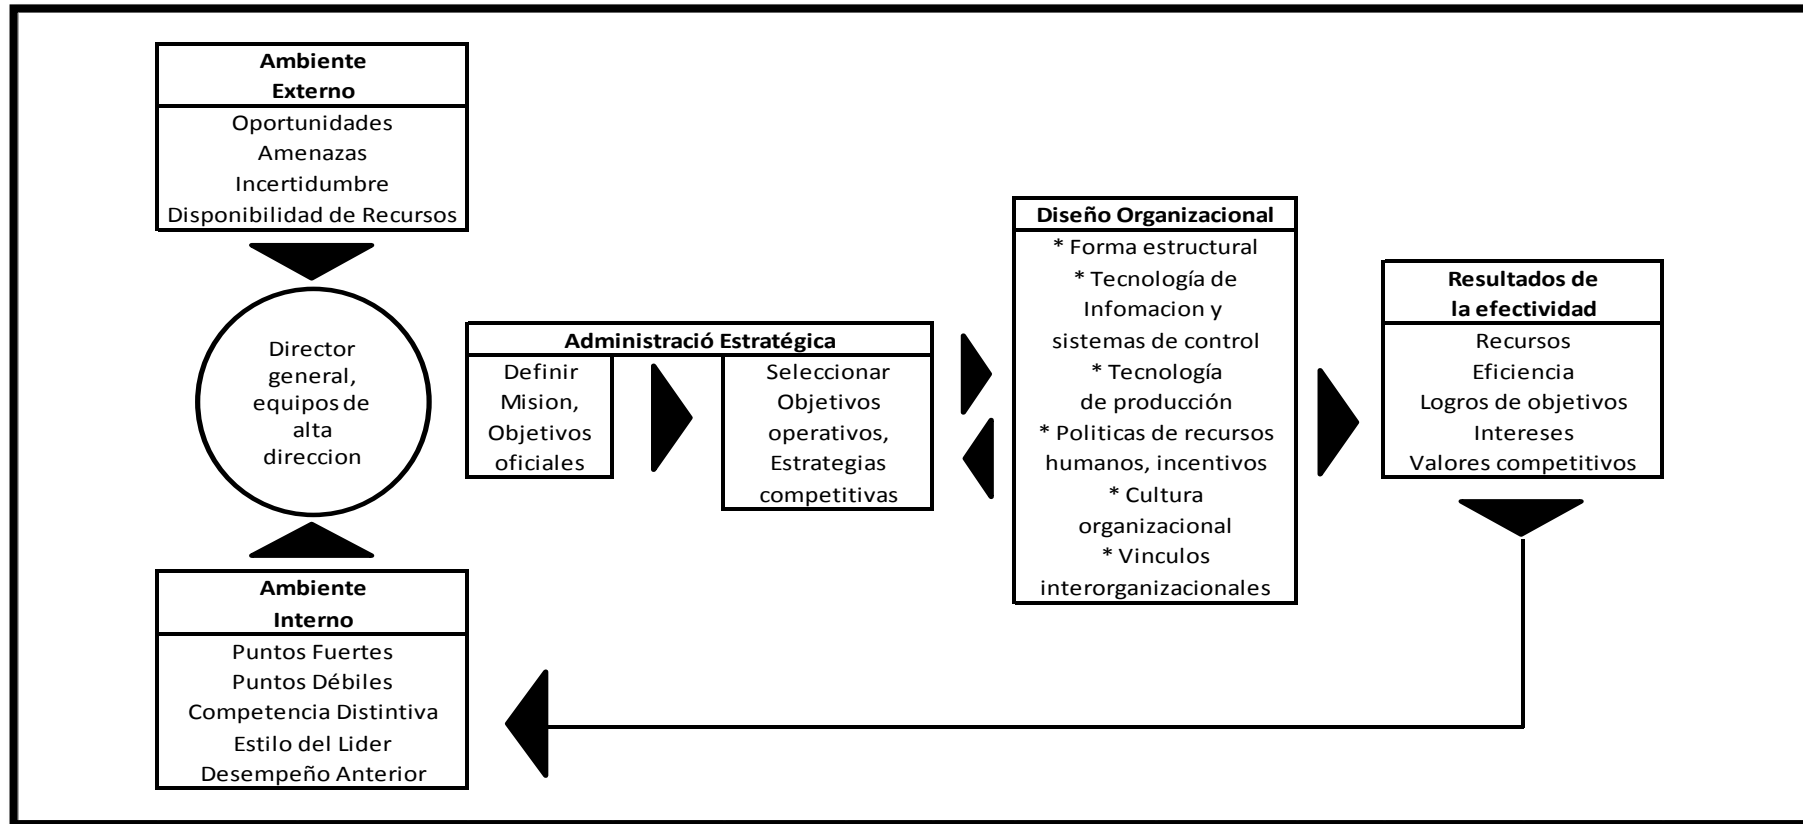 Ambiente
Externo
Oportunidades
Amenazas
Incertidumbre
Disponibilidad de Recursos
Director
general,
equipos de
alta
direccion
Ambiente
Interno
Puntos Fuertes
Puntos Débiles
Competencia Distintiva
Estilo del Lider
Desempeño Anterior
Administració Estratégica
Definir
Mision,
Objetivos
oficiales
Seleccionar
Objetivos
operativos,
Estrategias
competitivas
Diseño Organizacional
* Forma estructural
* Tecnología de
Infomacion y
sistemas de control
* Tecnología
de producción
* Politicas de recursos
humanos, incentivos
* Cultura
organizacional
* Vinculos
interorganizacionales
Resultados de
la efectividad
Recursos
Eficiencia
Logros de objetivos
Intereses
Valores competitivos